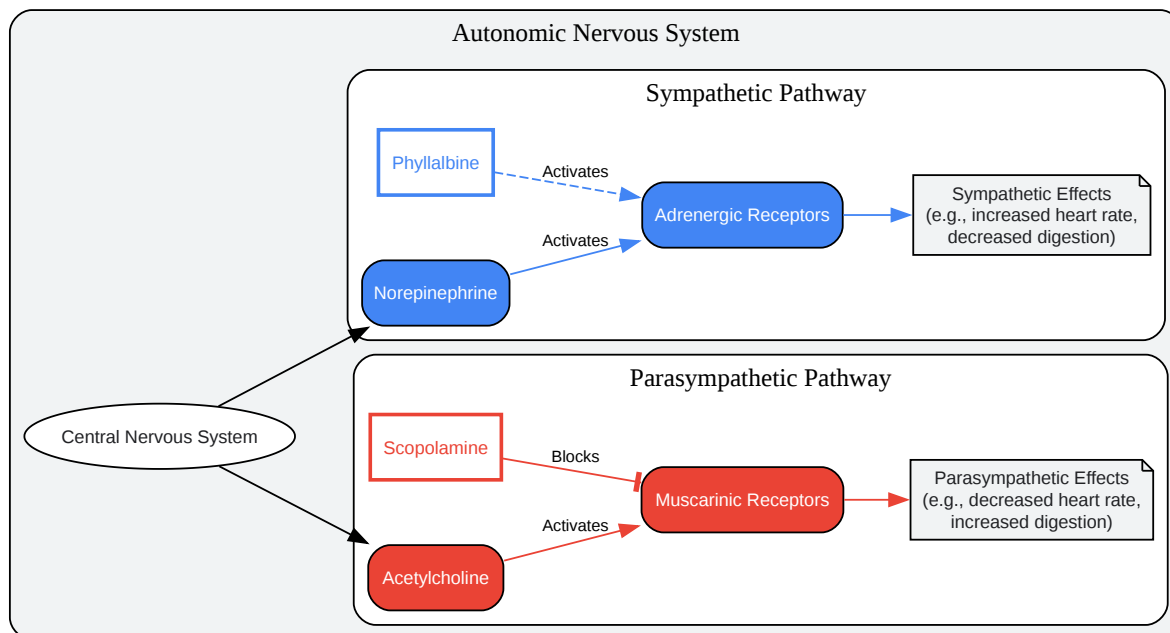 Autonomic Nervous System
Sympathetic Pathway
Phyllalbine
Activates
Adrenergic Receptors
Sympathetic Effects
(e.g., increased heart rate,
decreased digestion)
Activates
Norepinephrine
Central Nervous System
Parasympathetic Pathway
Scopolamine
Blocks
Muscarinic Receptors
Parasympathetic Effects
(e.g., decreased heart rate,
increased digestion)
Activates
Acetylcholine